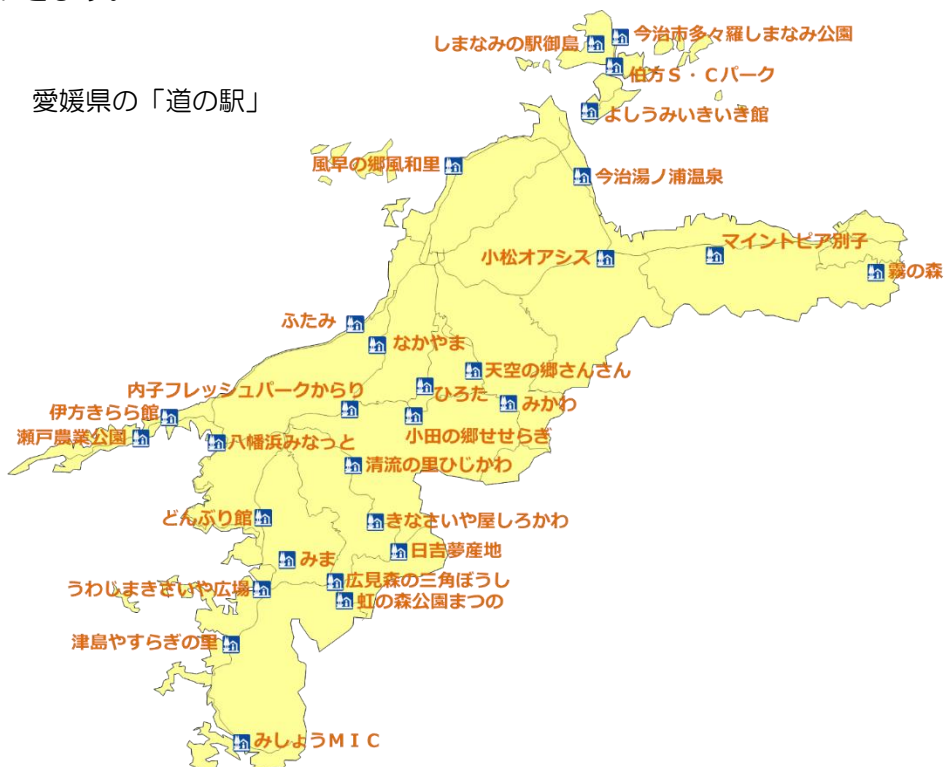 しまなみの駅御島
今治市多々羅しまなみ公園
伯方Ｓ・Ｃパーク
愛媛県の「道の駅」
よしうみいきいき館
風早の郷風和里
今治湯ノ浦温泉
マイントピア別子
小松オアシス
霧の森
ふたみ
なかやま
天空の郷さんさん
内子フレッシュパークからり
ひろた
みかわ
伊方きらら館
小田の郷せせらぎ
瀬戸農業公園
八幡浜みなっと
清流の里ひじかわ
どんぶり館
きなさいや屋しろかわ
日吉夢産地
みま
広見森の三角ぼうし
うわじまきさいや広場
虹の森公園まつの
津島やすらぎの里
みしょうＭＩＣ